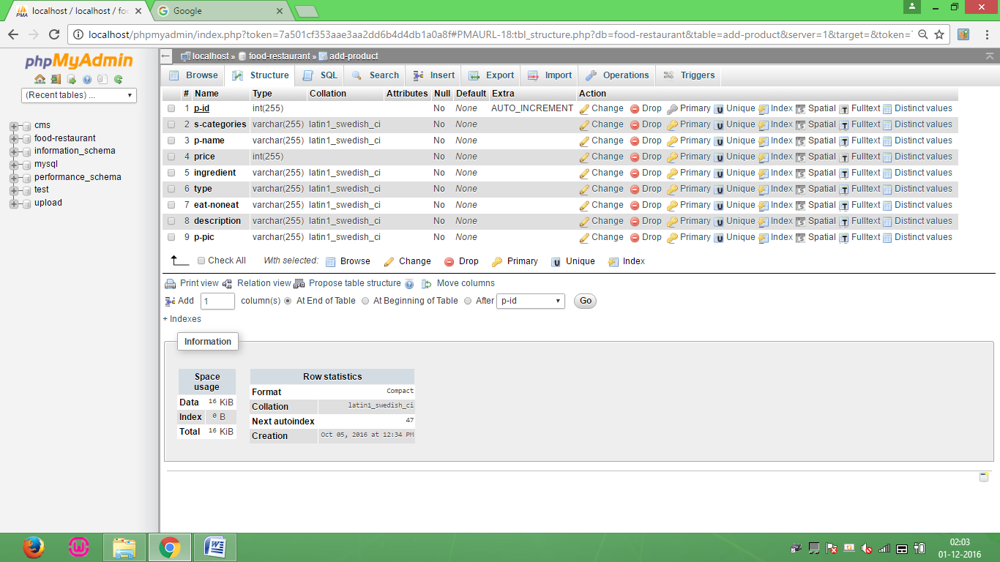 localhost / localhost / foo
Google
localhost/phpmyadmin/index.php?token=7a501cf353aae3aa2dd6b4d4db1a0a8f#PMAURL-18:tbl_structure.php?db=food-restaurant&table=add-product&server=1&target=&token=
phpMyAdmin
(Recent tables) ...
cms
food-restaurant
information_schema
mysql
performance_schema
test
upload
localhost » food-restaurant » add-product
Browse Structure SQL Search Insert Export Import Operations Triggers
# Name Type Collation Attributes Null Default Extra Action
1 p-id int(255) No None AUTO_INCREMENT Change Drop Primary Unique Index Spatial Fulltext Distinct values
2 s-categories varchar(255) latin1_swedish_ci No None Change Drop Primary Unique Index Spatial Fulltext Distinct values
3 p-name varchar(255) latin1_swedish_ci No None Change Drop Primary Unique Index Spatial Fulltext Distinct values
4 price int(255) No None Change Drop Primary Unique Index Spatial Fulltext Distinct values
5 ingredient varchar(255) latin1_swedish_ci No None Change Drop Primary Unique Index Spatial Fulltext Distinct values
6 type varchar(255) latin1_swedish_ci No None Change Drop Primary Unique Index Spatial Fulltext Distinct values
7 eat-noneat varchar(255) latin1_swedish_ci No None Change Drop Primary Unique Index Spatial Fulltext Distinct values
8 description varchar(255) latin1_swedish_ci No None Change Drop Primary Unique Index Spatial Fulltext Distinct values
9 p-pic varchar(255) latin1_swedish_ci No None Change Drop Primary Unique Index Spatial Fulltext Distinct values
Check All With selected: Browse Change Drop Primary Unique Index
Print view Relation view Propose table structure Move columns
Add 1 column(s) At End of Table At Beginning of Table After p-id Go
+ Indexes
Information
Space usage
Data 16 KiB
Index 0 B
Total 16 KiB
Row statistics
Format Compact
Collation latin1_swedish_ci
Next autoindex 47
Creation Oct 05, 2016 at 12:34 PM
02:03
01-12-2016